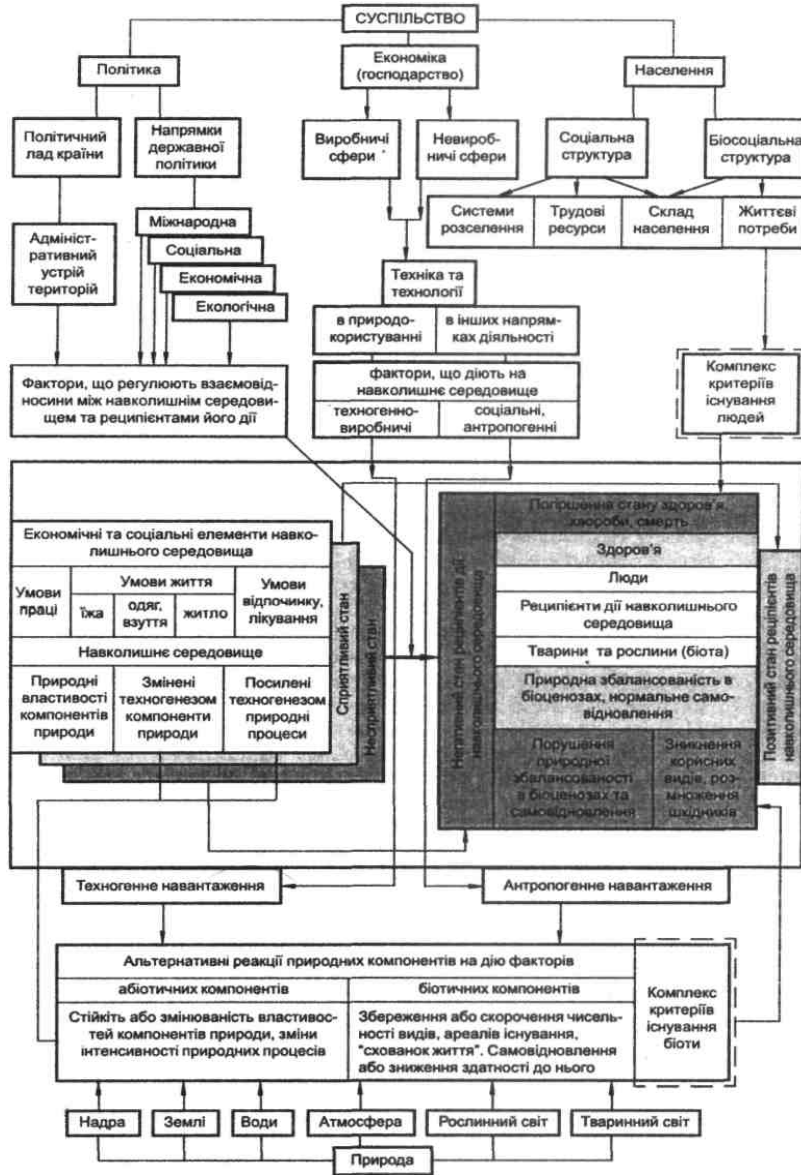 СУСПІЛЬСТВО
Політика
Економіка
(господарство)
Населення
Політичний
лад країни
Напрямки
державної
політики
Виробничі
сфери
Невироб-
ничі сфери
Соціальна
структура
Біосоціальна
структура
Системи
розселення
Трудові
ресурси
Склад
населення
Життєві
потреби
Адмініст-
ративний
устрій
територій
Міжнародна
Соціальна
Економічна
Екологічна
Техніка та
технології
в природо-
користуванні
в інших напрям-
ках діяльності
Фактори, що регулюють взаємовід-
носини між навколишнім середови-
щем та реципієнтами його дії
фактори, що діють на
навколишнє середовище
техногенно-
виробничі
соціальні,
антропогенні
Комплекс
критеріїв
існування
людей
Економічні та соціальні елементи навко-
лишнього середовища
Умови
праці
Умови життя
їжа
одяг,
взуття
житло
Умови
відпочинку,
лікування
Навколишнє середовище
Природні
властивості
компонентів
природи
Змінені
техногенезом
компоненти
природи
Посилені
техногенезом
природні
процеси
Сприятливий стан
Несприятливий стан
Негативний стан реципієнтів дії
навколишнього середовища
Погіршення стану здоров'я,
хвороби, смерть
Здоров'я
Люди
Реципієнти дії навколишнього
середовища
Тварини та рослини (біота)
Природна збалансованість в
біоценозах, нормальне само-
відновлення
Порушення
природної
збалансованості
в біоценозах та
самовідновлення
Зникнення
корисних
видів, роз-
множення
шкідників
Позитивний стан реципієнтів
навколишнього середовища
Техногенне навантаження
Антропогенне навантаження
Альтернативні реакції природних компонентів на дію факторів
абіотичних компонентів
біотичних компонентів
Стійкіть або змінюваність властивос-
тей компонентів природи, зміни
інтенсивності природних процесів
Збереження або скорочення чисель-
ності видів, ареалів існування,
"схованок життя". Самовідновлення
або зниження здатності до нього
Комплекс
критеріїв
існування
біоти
Надра
Землі
Води
Атмосфера
Рослинний світ
Тваринний світ
Природа